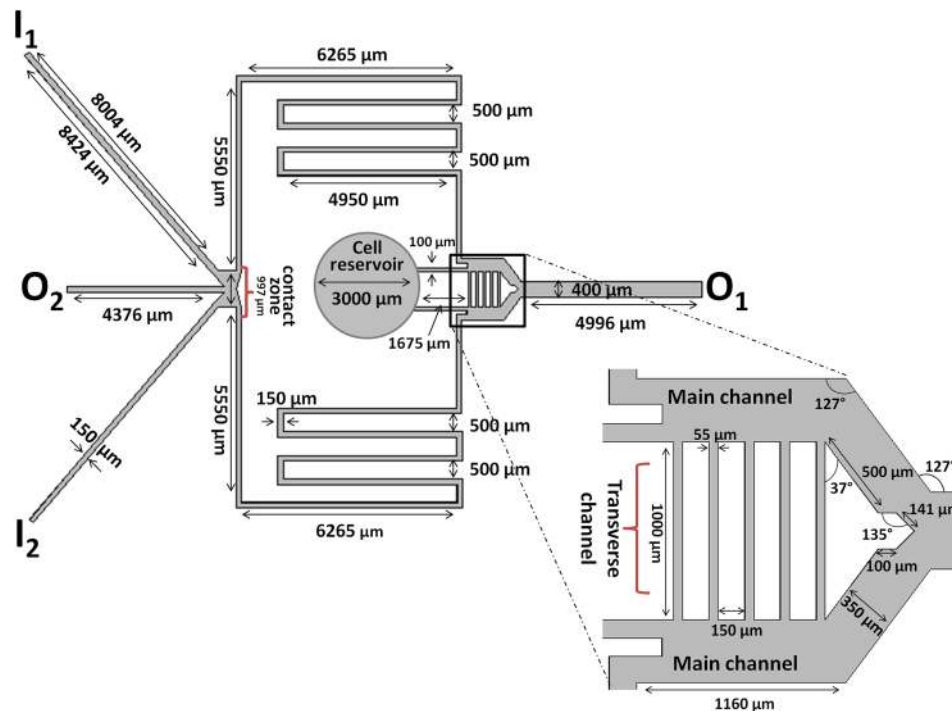 I1
6265 µm
8004 µm
8424 µm
5550 µm
500 µm
500 µm
4950 µm
100 µm
Cell
reservoir
3000 µm
contact
zone
997 µm
O2
4376 µm
400 µm
O1
4996 µm
1675 µm
5550 µm
150 µm
500 µm
150 µm
500 µm
I2
6265 µm
Main channel
127°
55 µm
500 µm
127°
37°
Transverse
channel
1000 µm
141 µm
135°
100 µm
150 µm
350 µm
Main channel
1160 µm